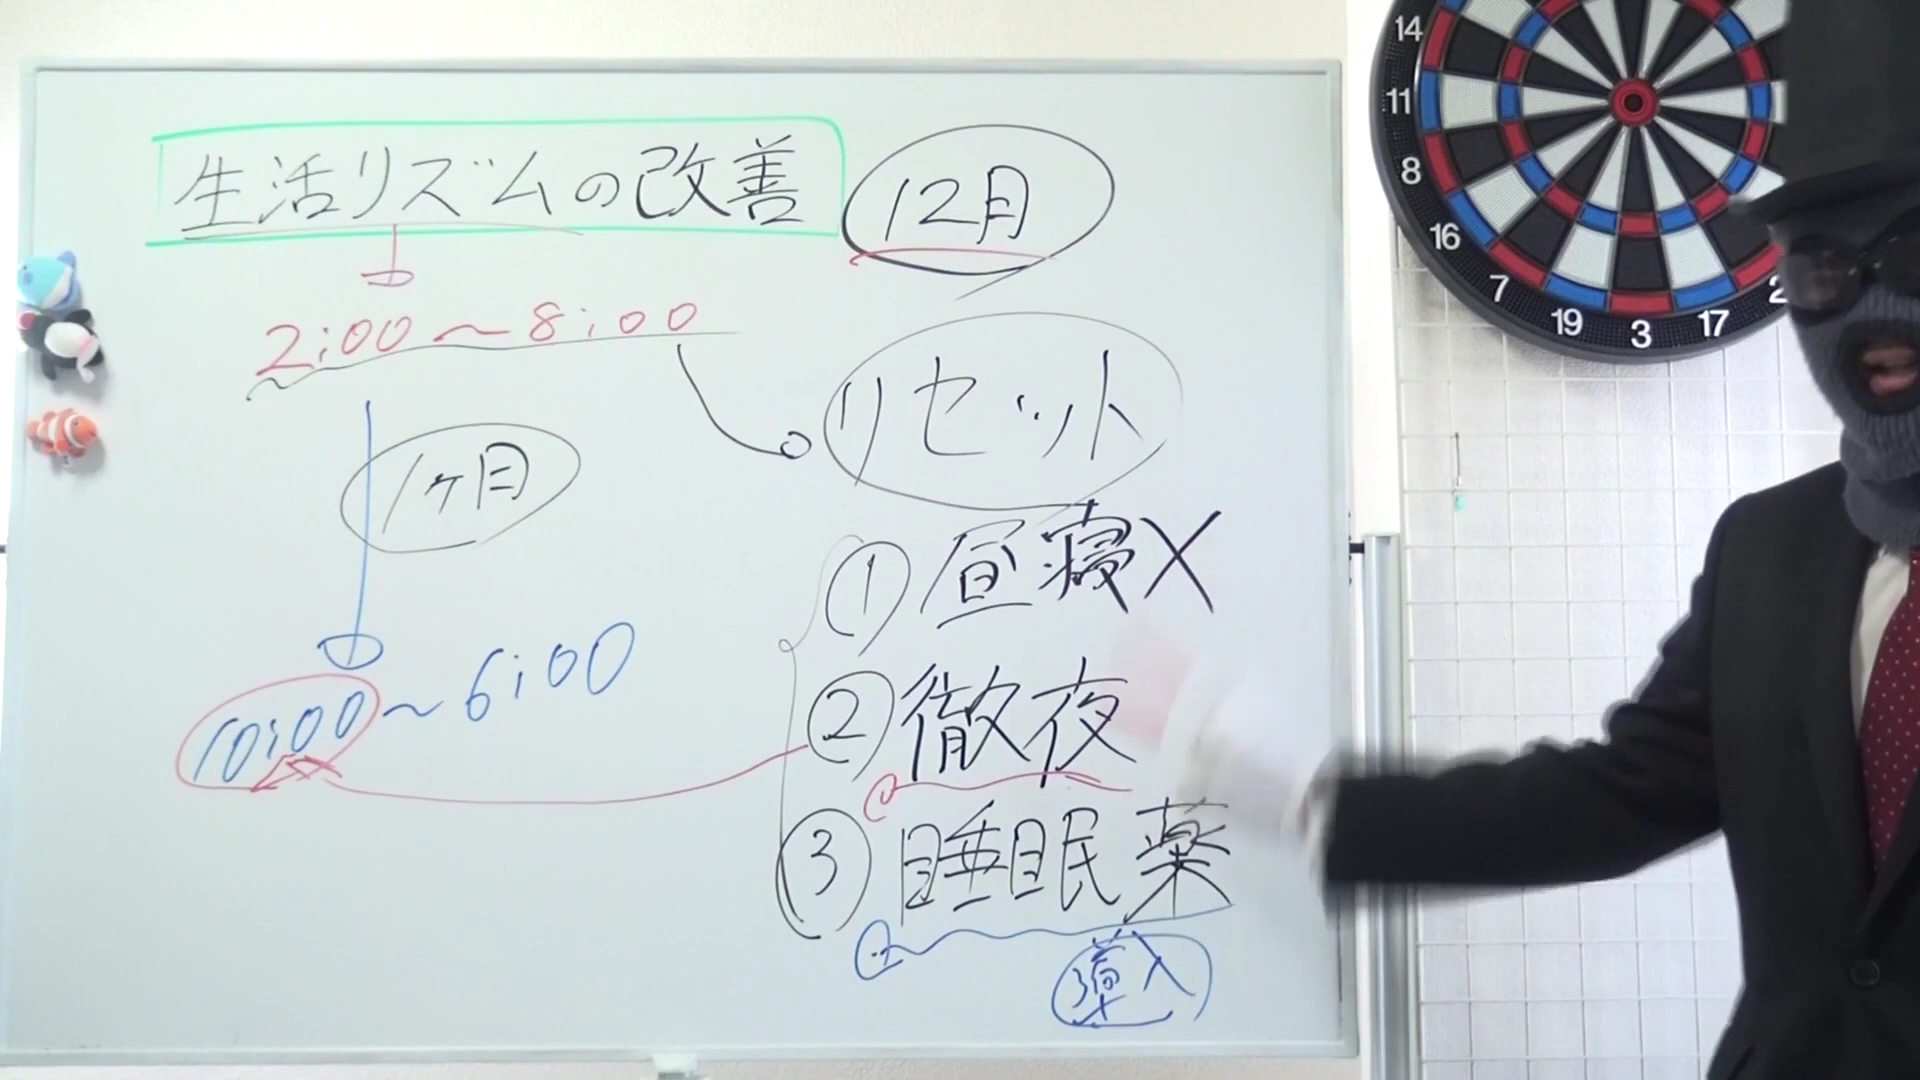 生活リズムの改善
12月
2:00〜8:00
リセット
1ヶ月
10:00〜6:00
① 昼寝X
② 徹夜
③ 睡眠薬
導入
14
11
8
16
7
19
3
17
2